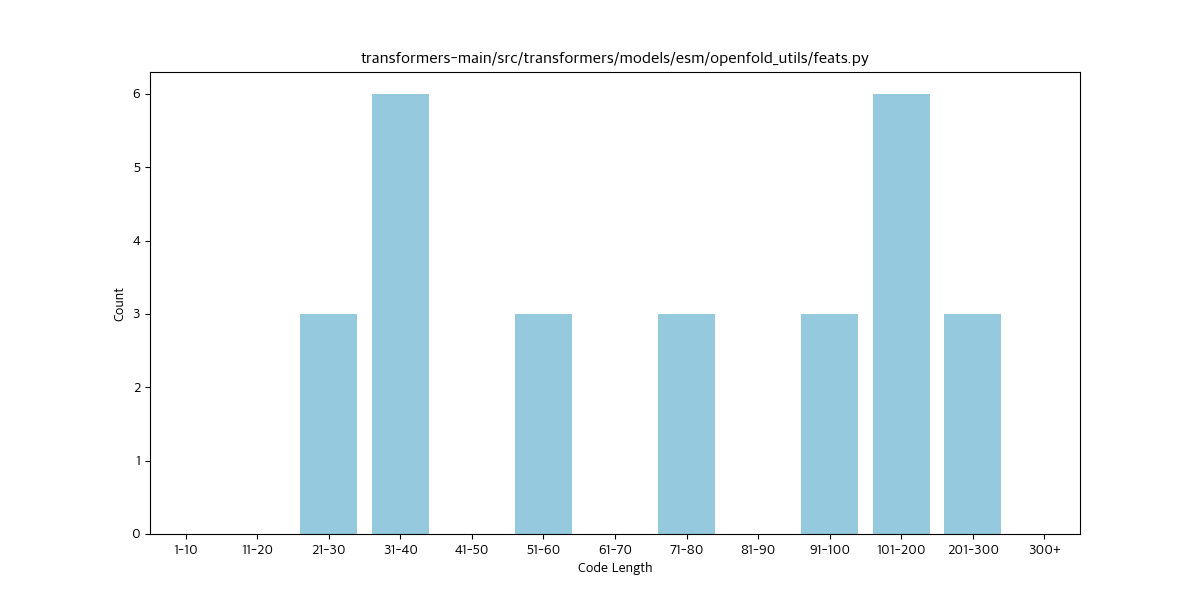 transformers-main/src/transformers/models/esm/openfold_utils/feats.py
6
5
4
3
2
1
0
Count
1-10 11-20 21-30 31-40 41-50 51-60 61-70 71-80 81-90 91-100 101-200 201-300 300+
Code Length